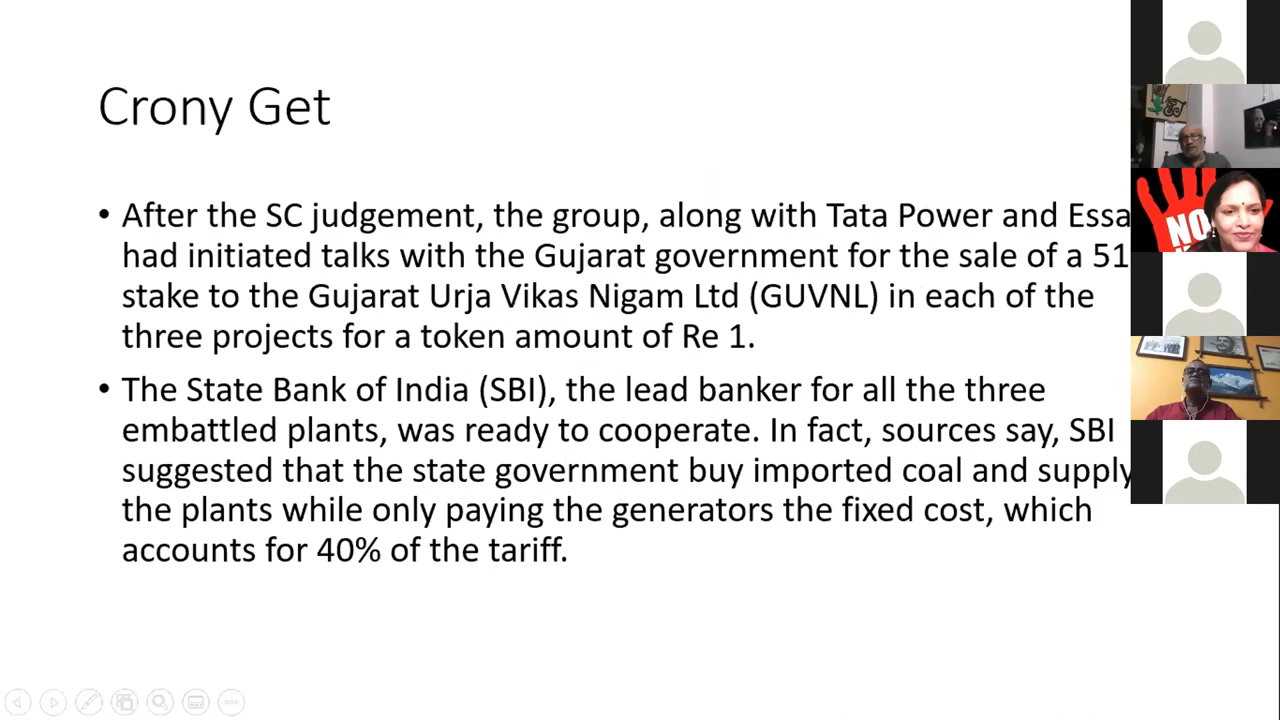 Crony Get
• After the SC judgement, the group, along with Tata Power and Essa
had initiated talks with the Gujarat government for the sale of a 51
stake to the Gujarat Urja Vikas Nigam Ltd (GUVNL) in each of the
three projects for a token amount of Re 1.
• The State Bank of India (SBI), the lead banker for all the three
embattled plants, was ready to cooperate. In fact, sources say, SBI
suggested that the state government buy imported coal and supply
the plants while only paying the generators the fixed cost, which
accounts for 40% of the tariff.
NO